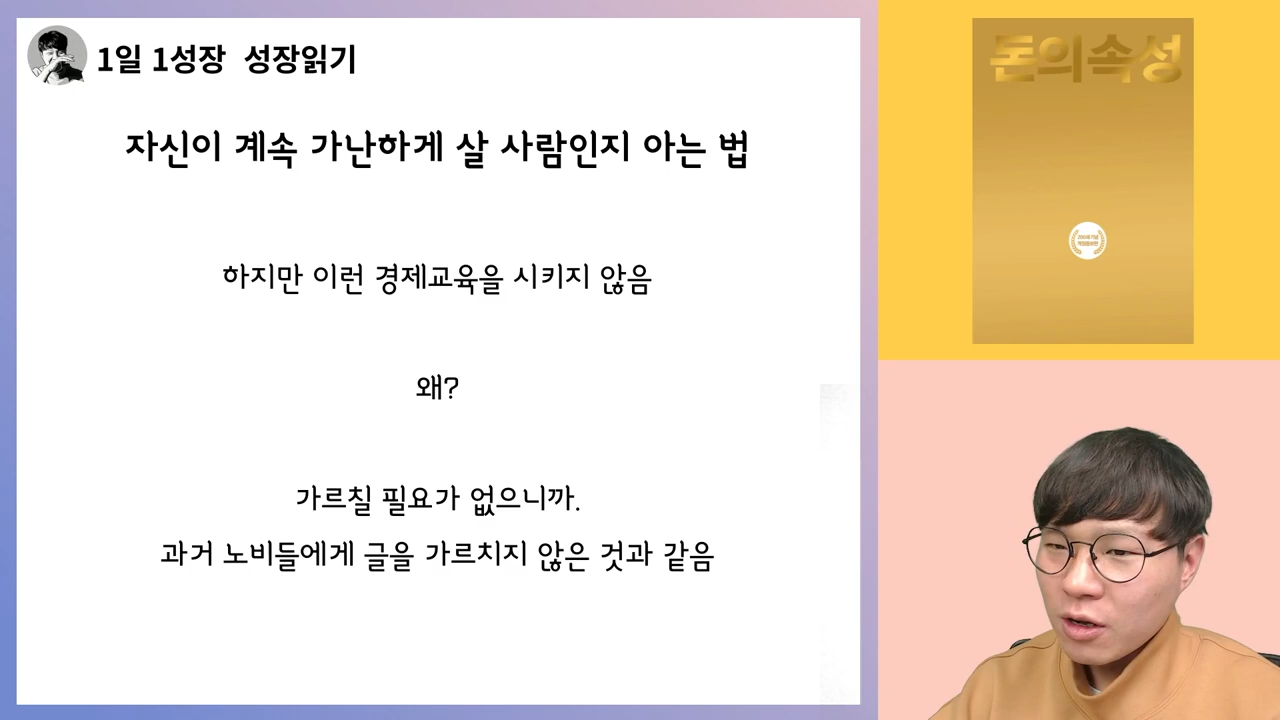 1일 1성장 성장읽기
자신이 계속 가난하게 살 사람인지 아는 법
하지만 이런 경제교육을 시키지 않음
왜?
가르칠 필요가 없으니까.
과거 노비들에게 글을 가르치지 않은 것과 같음
돈의 속성